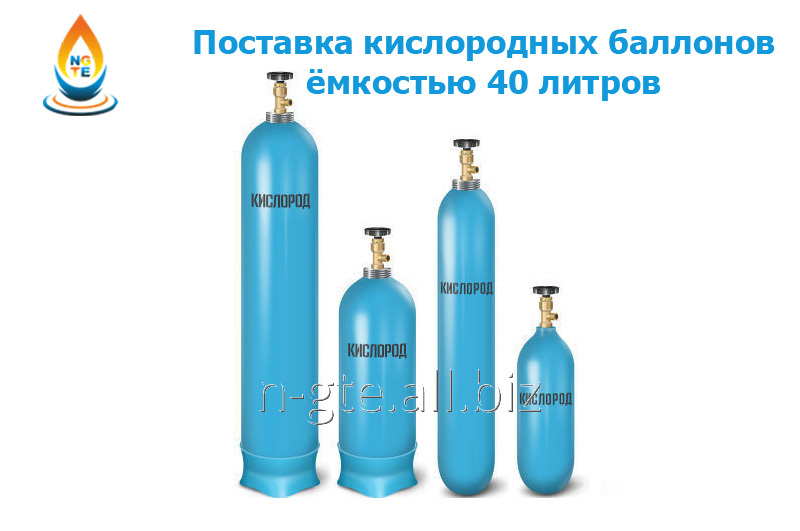 NG
TE
Поставка кислородных баллонов
ёмкостью 40 литров
КИСЛОРОД
КИСЛОРОД
КИСЛОРОД
КИСЛОРОД
n-gte.all.biz